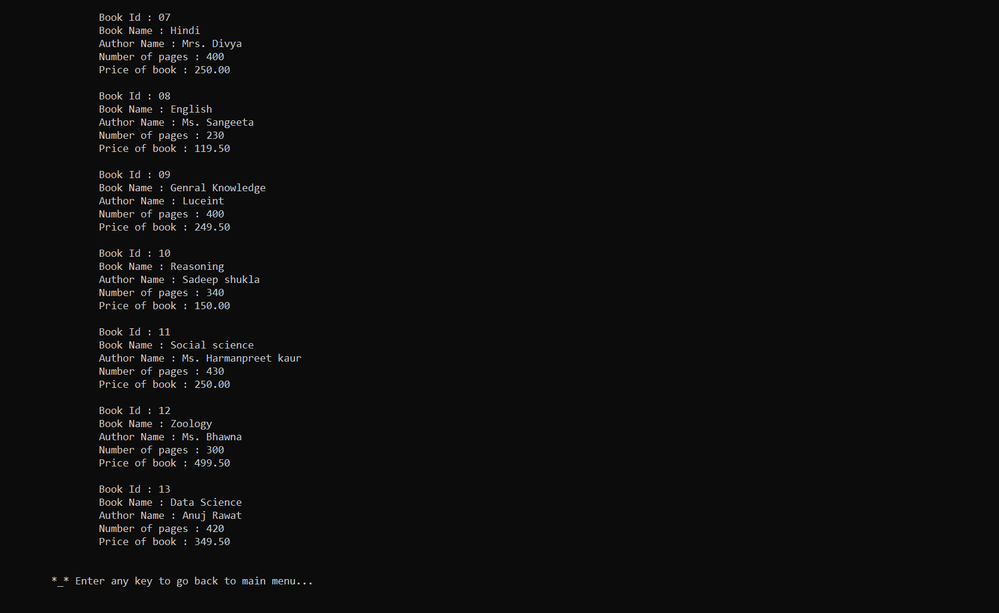 Book Id : 07
Book Name : Hindi
Author Name : Mrs. Divya
Number of pages : 400
Price of book : 250.00
Book Id : 08
Book Name : English
Author Name : Ms. Sangeeta
Number of pages : 230
Price of book : 119.50
Book Id : 09
Book Name : Genral Knowledge
Author Name : Luceint
Number of pages : 400
Price of book : 249.50
Book Id : 10
Book Name : Reasoning
Author Name : Sadeep shukla
Number of pages : 340
Price of book : 150.00
Book Id : 11
Book Name : Social science
Author Name : Ms. Harmanpreet kaur
Number of pages : 430
Price of book : 250.00
Book Id : 12
Book Name : Zoology
Author Name : Ms. Bhawna
Number of pages : 300
Price of book : 499.50
Book Id : 13
Book Name : Data Science
Author Name : Anuj Rawat
Number of pages : 420
Price of book : 349.50
*_* Enter any key to go back to main menu...